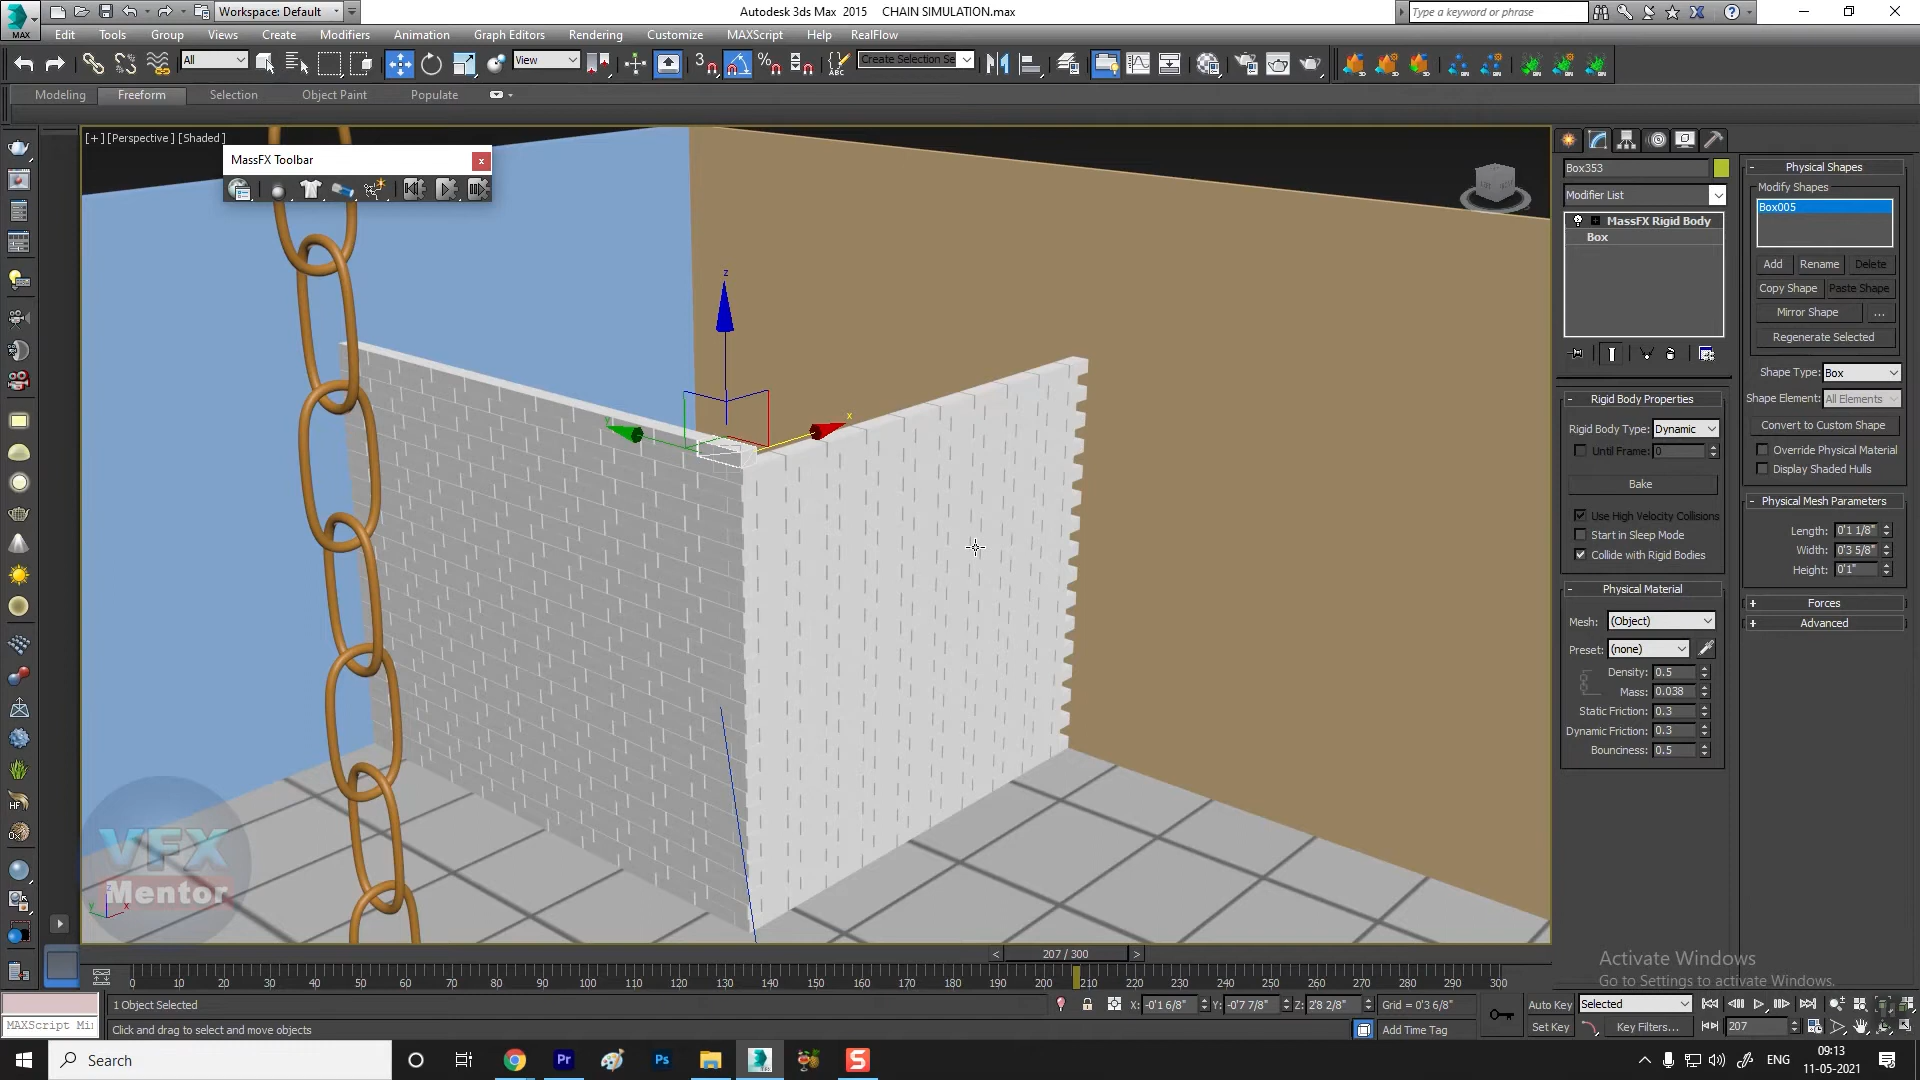 Workspace: Default
Autodesk 3ds Max 2015 CHAIN SIMULATION.max
Type a keyword or phrase
MAX
Edit Tools Group Views Create Modifiers Animation Graph Editors Rendering Customize MAXScript Help RealFlow
All
View
3
ABC
Create Selection Se
Modeling Freeform Selection Object Paint Populate
[+] [Perspective] [Shaded]
MassFX Toolbar
z
x
Box353
Modifier List
MassFX Rigid Body
Box
Physical Shapes
Modify Shapes
Box005
Add Rename Delete
Copy Shape Paste Shape
Mirror Shape ...
Regenerate Selected
Shape Type: Box
Shape Element: All Elements
Convert to Custom Shape
Override Physical Material
Display Shaded Hulls
Physical Mesh Parameters
Length: 0'1 1/8"
Width: 0'3 5/8"
Height: 0'1"
+ Forces
+ Advanced
- Rigid Body Properties
Rigid Body Type: Dynamic
Until Frame: 0
Bake
Use High Velocity Collisions
Start in Sleep Mode
Collide with Rigid Bodies
- Physical Material
Mesh: (Object)
Preset: (none)
Density: 0.5
Mass: 0.038
Static Friction: 0.3
Dynamic Friction: 0.3
Bounciness: 0.5
HF
VFX
Mentor
z
y x
Activate Windows
Go to Settings to activate Windows.
< 207 / 300 >
0 10 20 30 40 50 60 70 80 90 100 110 120 130 140 150 160 170 180 190 200 210 220 230 240 250 260 270 280 290 300
1 Object Selected
X: -0'1 6/8" Y: -0'7 7/8" Z: 2'8 2/8" Grid = 0'3 6/8"
Auto Key Selected
MAXScript Mi
Click and drag to select and move objects
Add Time Tag
Set Key Key Filters... 207
Search
Pr
Ps
S
ENG
09:13
11-05-2021